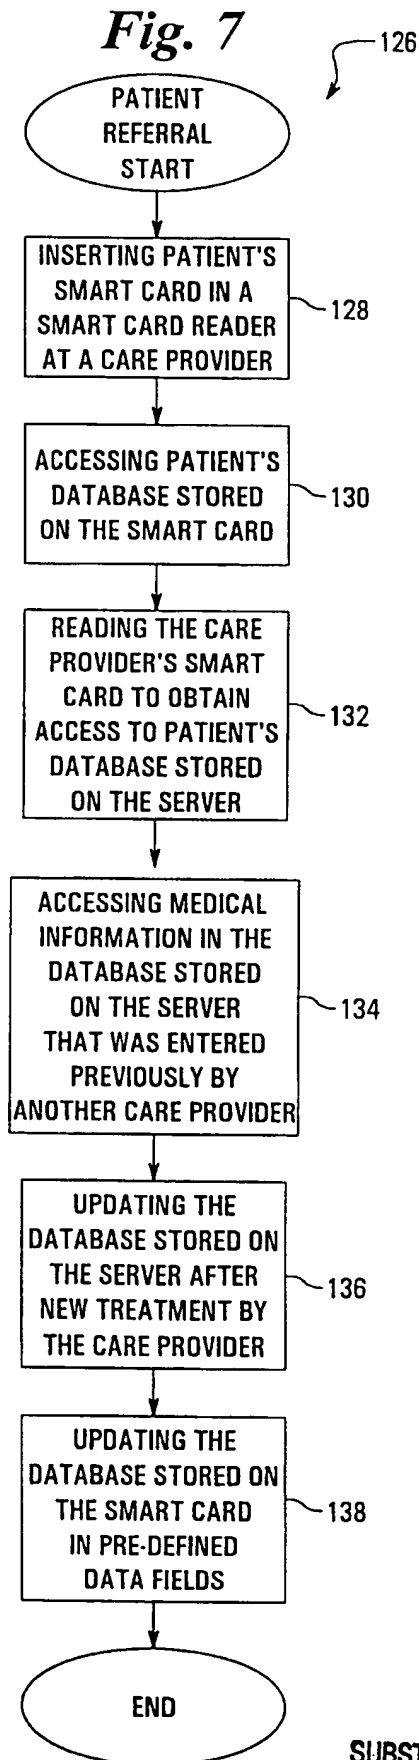 Fig. 7
126
PATIENT
REFERRAL
START
INSERTING PATIENT'S
SMART CARD IN A
SMART CARD READER
AT A CARE PROVIDER
128
ACCESSING PATIENT'S
DATABASE STORED
ON THE SMART CARD
130
READING THE CARE
PROVIDER'S SMART
CARD TO OBTAIN
ACCESS TO PATIENT'S
DATABASE STORED
ON THE SERVER
132
ACCESSING MEDICAL
INFORMATION IN THE
DATABASE STORED
ON THE SERVER
THAT WAS ENTERED
PREVIOUSLY BY
ANOTHER CARE PROVIDER
134
UPDATING THE
DATABASE STORED ON
THE SERVER AFTER
NEW TREATMENT BY
THE CARE PROVIDER
136
UPDATING THE
DATABASE STORED ON
THE SMART CARD
IN PRE-DEFINED
DATA FIELDS
138
END
SUBST